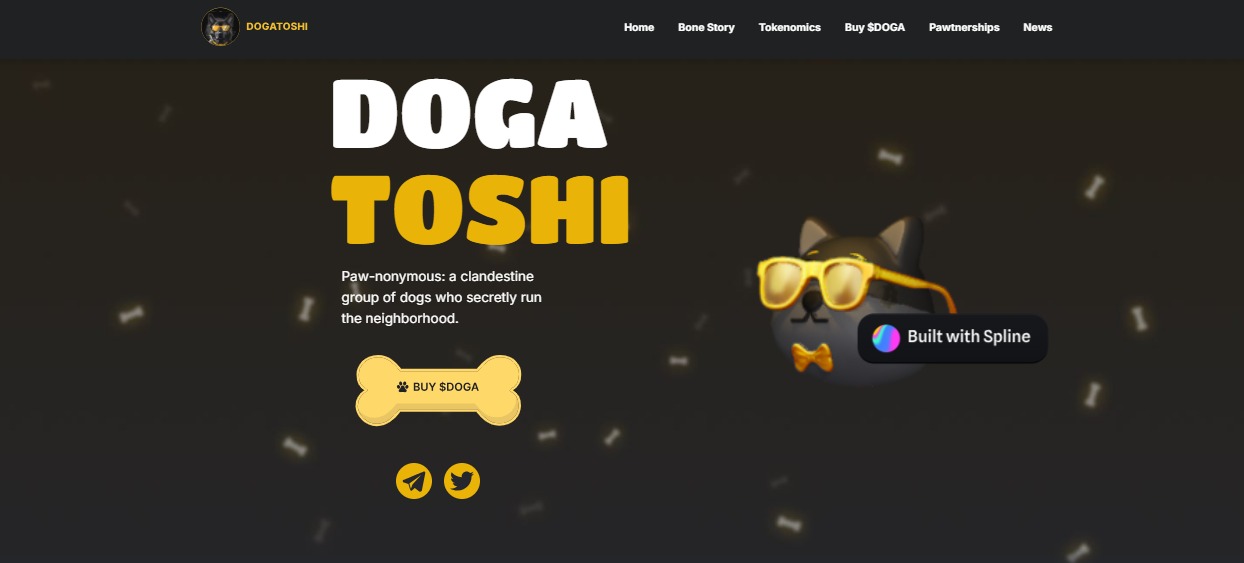 DOGATOSHI
Home
Bone Story
Tokenomics
Buy $DOGA
Pawtnerships
News
DOGA
TOSHI
Paw-nonymous: a clandestine
group of dogs who secretly run
the neighborhood.
BUY $DOGA
Built with Spline